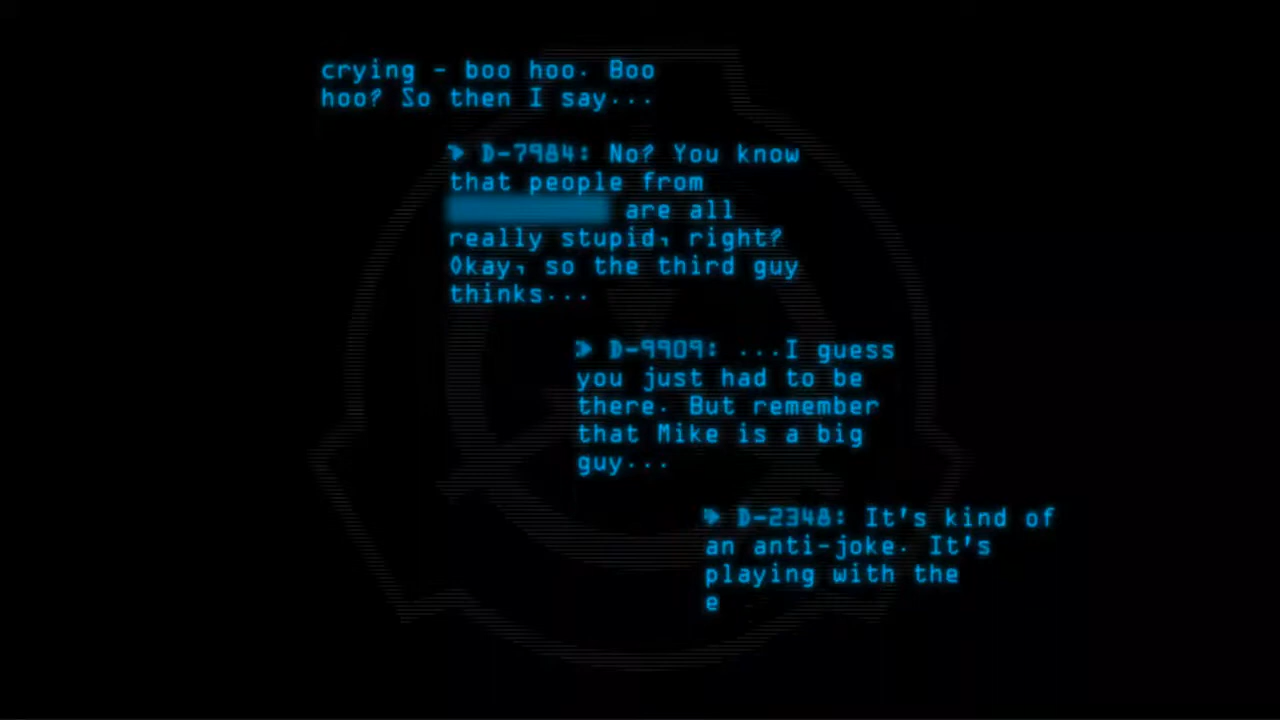 crying - boo hoo. Boo
hoo? So then I say...
> D-7984: No? You know
that people from
are all
really stupid, right?
Okay, so the third guy
thinks...
> D-9909: ...I guess
you just had to be
there. But remember
that Mike is a big
guy...
> D-2348: It's kind of
an anti-joke. It's
playing with the
e